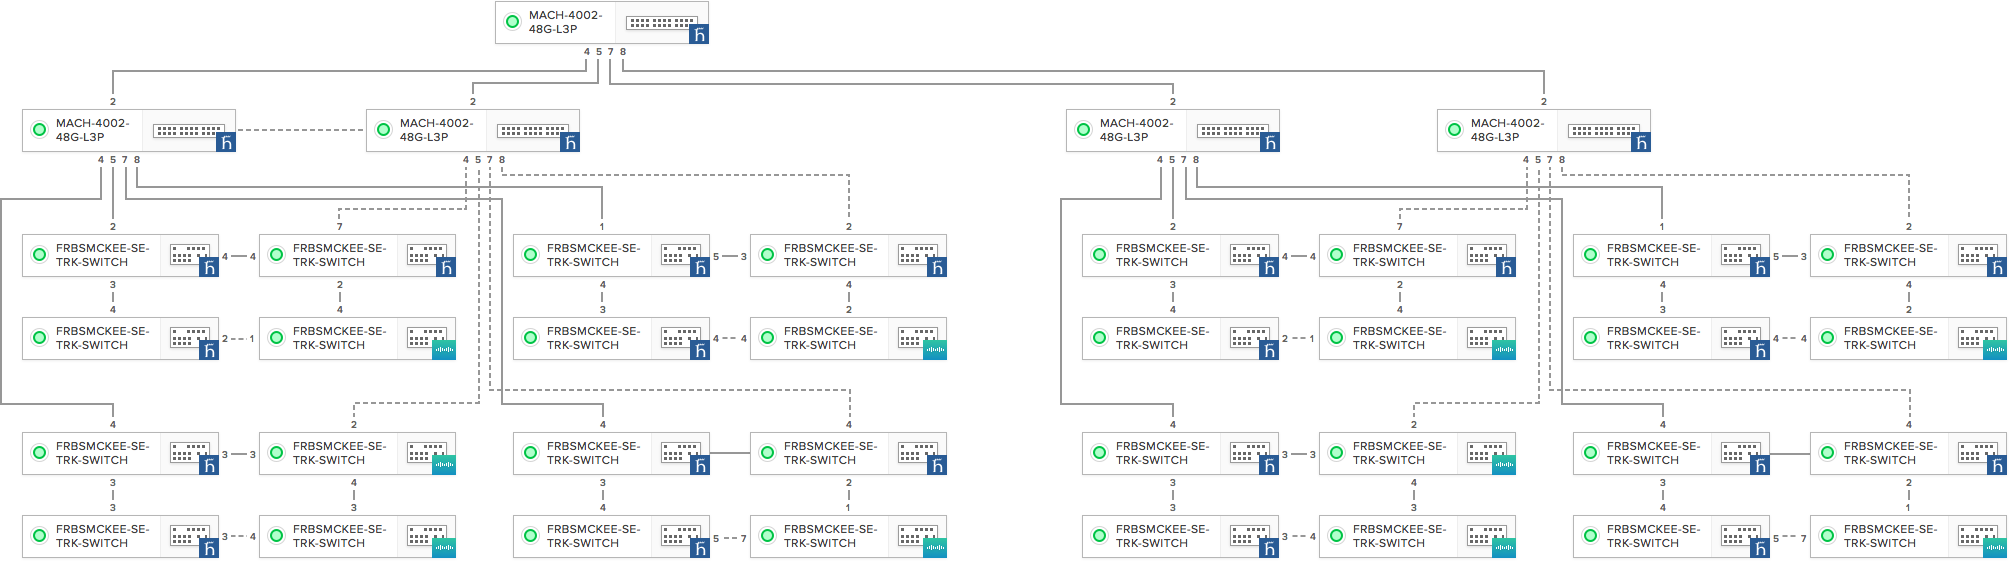 MACH-4002-
48G-L3P
4 5 7 8
2 2 2 2
MACH-4002-
48G-L3P
MACH-4002-
48G-L3P
MACH-4002-
48G-L3P
MACH-4002-
48G-L3P
4 5 7 8
4 5 7 8
4 5 7 8
4 5 7 8
2 7 1 2 2 7 1 2
FRBSMCKEE-SE-
TRK-SWITCH
4 4
FRBSMCKEE-SE-
TRK-SWITCH
FRBSMCKEE-SE-
TRK-SWITCH
5 3
FRBSMCKEE-SE-
TRK-SWITCH
FRBSMCKEE-SE-
TRK-SWITCH
4 4
FRBSMCKEE-SE-
TRK-SWITCH
FRBSMCKEE-SE-
TRK-SWITCH
5 3
FRBSMCKEE-SE-
TRK-SWITCH
3 2 4 4 3 2 4 4
4 4 3 2 4 4 3 2
FRBSMCKEE-SE-
TRK-SWITCH
2 1
FRBSMCKEE-SE-
TRK-SWITCH
FRBSMCKEE-SE-
TRK-SWITCH
4 4
FRBSMCKEE-SE-
TRK-SWITCH
FRBSMCKEE-SE-
TRK-SWITCH
2 1
FRBSMCKEE-SE-
TRK-SWITCH
FRBSMCKEE-SE-
TRK-SWITCH
4 4
FRBSMCKEE-SE-
TRK-SWITCH
4 2 4 4 4 2 4 4
FRBSMCKEE-SE-
TRK-SWITCH
3 3
FRBSMCKEE-SE-
TRK-SWITCH
FRBSMCKEE-SE-
TRK-SWITCH
FRBSMCKEE-SE-
TRK-SWITCH
FRBSMCKEE-SE-
TRK-SWITCH
3 3
FRBSMCKEE-SE-
TRK-SWITCH
FRBSMCKEE-SE-
TRK-SWITCH
FRBSMCKEE-SE-
TRK-SWITCH
3 4 3 2 3 4 3 2
3 3 4 1 3 3 4 1
FRBSMCKEE-SE-
TRK-SWITCH
3 4
FRBSMCKEE-SE-
TRK-SWITCH
FRBSMCKEE-SE-
TRK-SWITCH
5 7
FRBSMCKEE-SE-
TRK-SWITCH
FRBSMCKEE-SE-
TRK-SWITCH
3 4
FRBSMCKEE-SE-
TRK-SWITCH
FRBSMCKEE-SE-
TRK-SWITCH
5 7
FRBSMCKEE-SE-
TRK-SWITCH